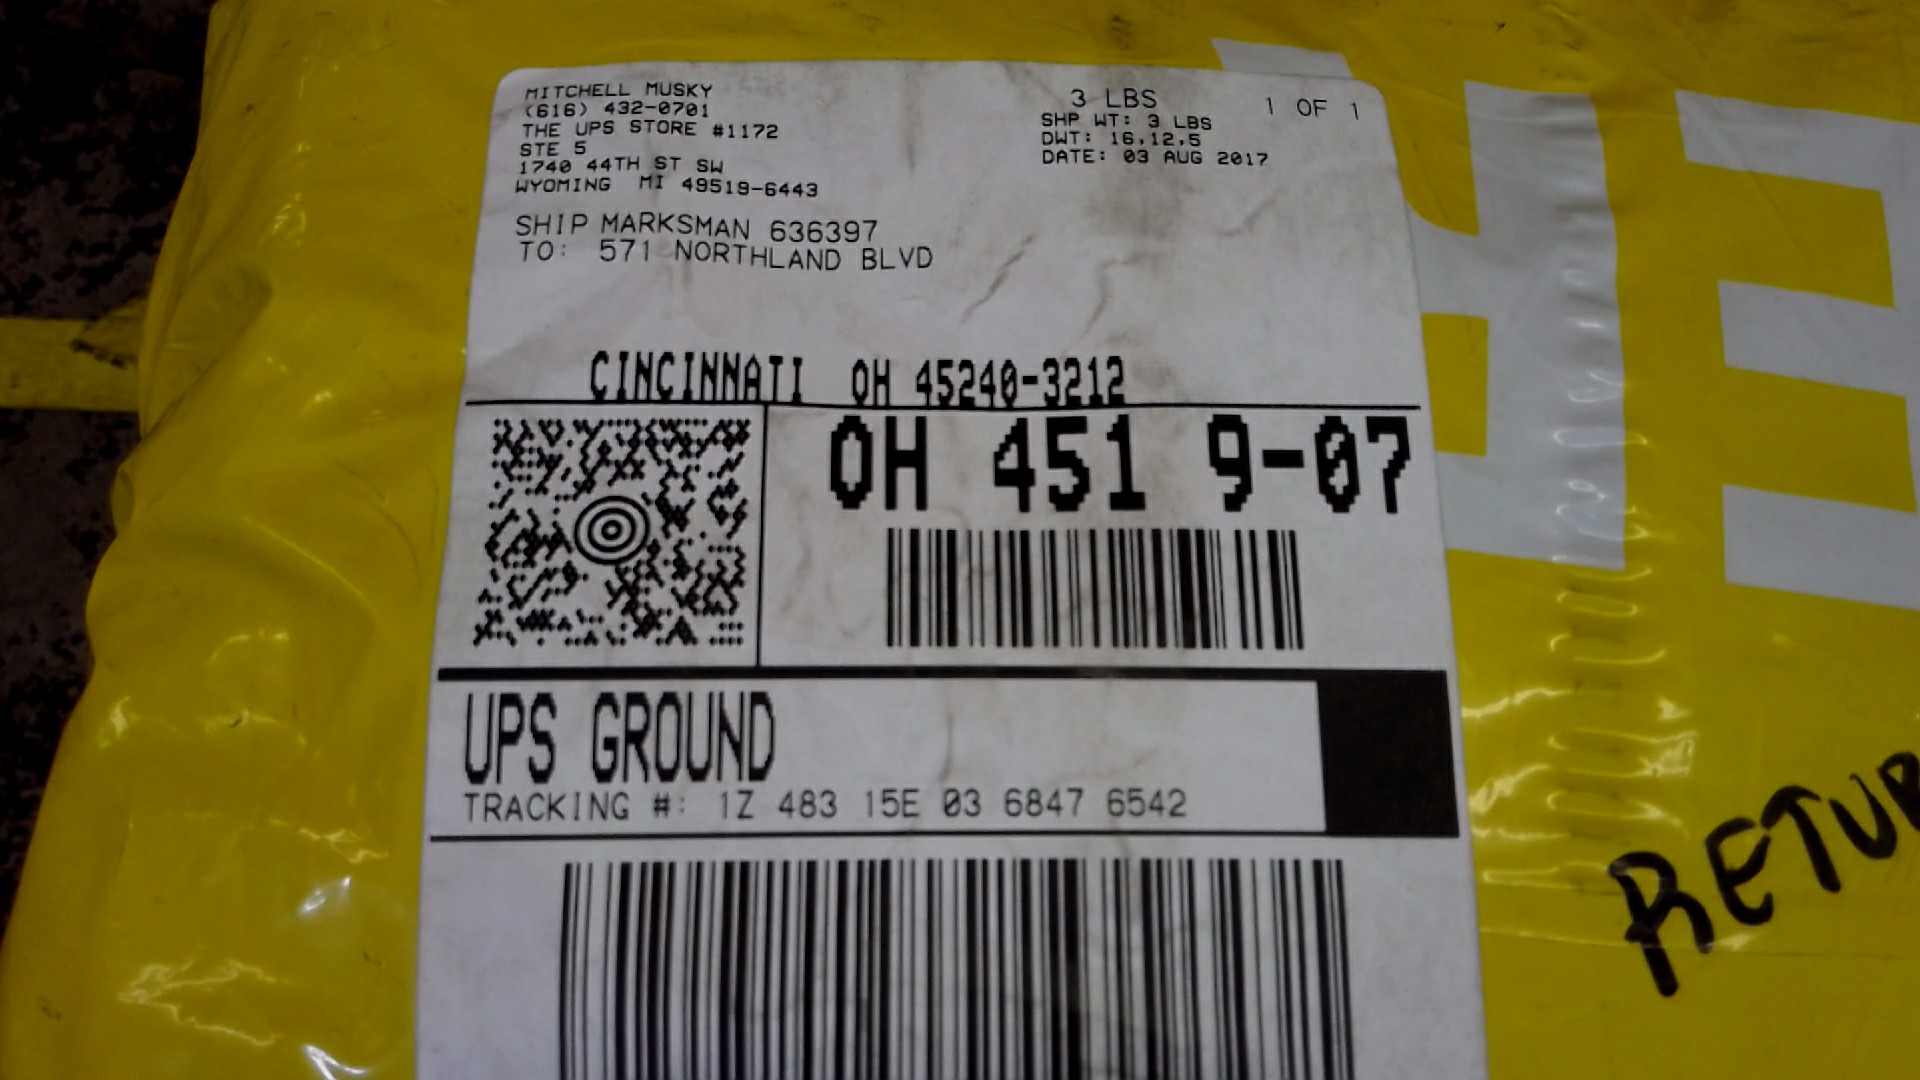 MITCHELL MUSKY
(616) 432-0701
THE UPS STORE #1172
STE 5
1740 44TH ST SW
WYOMING MI 49519-6443
3 LBS
1 OF 1
SHP WT: 3 LBS
DWT: 16,12,5
DATE: 03 AUG 2017
SHIP MARKSMAN 636397
TO: 571 NORTHLAND BLVD
CINCINNATI OH 45240-3212
OH 451 9-07
UPS GROUND
TRACKING #: 1Z 483 15E 03 6847 6542